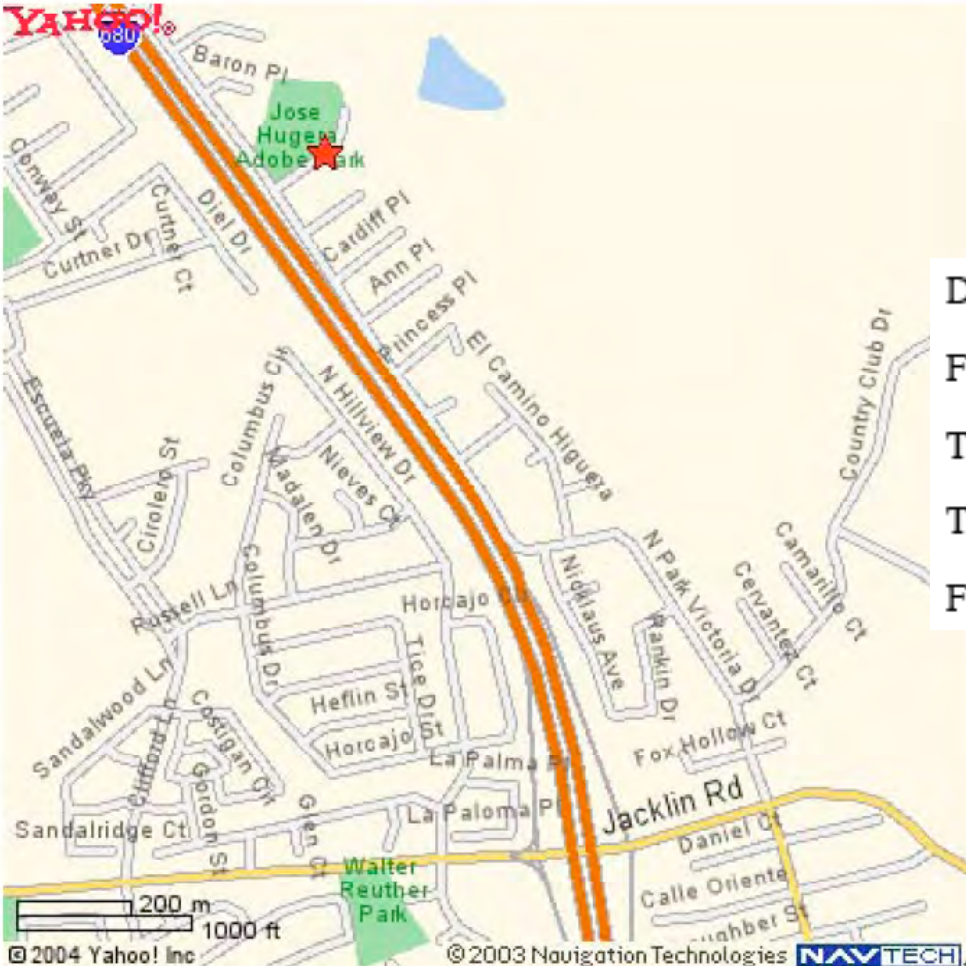 YAHOO!®
680
Baron Pl
Jose
Hugera
Adobe Park
Conway St
Curtner Dr
Curtner Ct
Diel Dr
Cardiff Pl
Ann Pl
Princess Pl
El Camino Higuera
Country Club Dr
D
F
T
T
F
Escuela Pky
Columbus Cir
N Hillview Dr
Cirolero St
Madalen Dr
Nieves Ct
Russell Ln
Columbus Dr
Horcajo Cir
Nicklaus Ave
N Park Victoria Dr
Rankin Dr
Cervantez Ct
Camarillo Ct
Sandalwood Ln
Clifford Ln
Costigan Cir
Heflin St
Tice Dr
Horcajo St
Fox Hollow Ct
La Palma Pl
La Paloma Pl
Jacklin Rd
Sandalridge Ct
Gordon St
Glen Ct
Daniel Ct
Walter
Reuther
Park
Calle Oriente
ughber St
200 m
1000 ft
© 2004 Yahoo! Inc
© 2003 Navigation Technologies NAVTECH